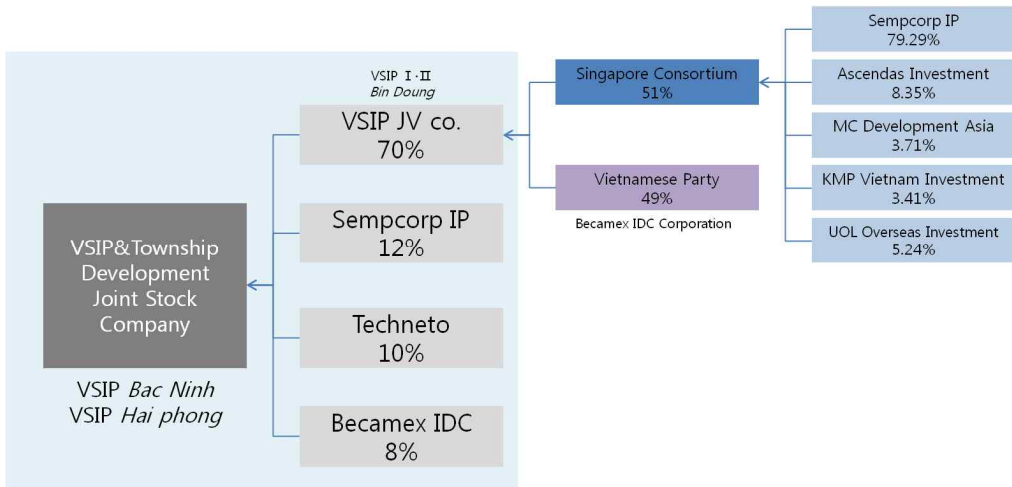 VSIP Ⅰ·Ⅱ
Bin Doung
VSIP JV co.
70%
Sempcorp IP
12%
Techneto
10%
Becamex IDC
8%
VSIP&Township
Development
Joint Stock
Company
VSIP Bac Ninh
VSIP Hai phong
Singapore Consortium
51%
Vietnamese Party
49%
Becamex IDC Corporation
Sempcorp IP
79.29%
Ascendas Investment
8.35%
MC Development Asia
3.71%
KMP Vietnam Investment
3.41%
UOL Overseas Investment
5.24%